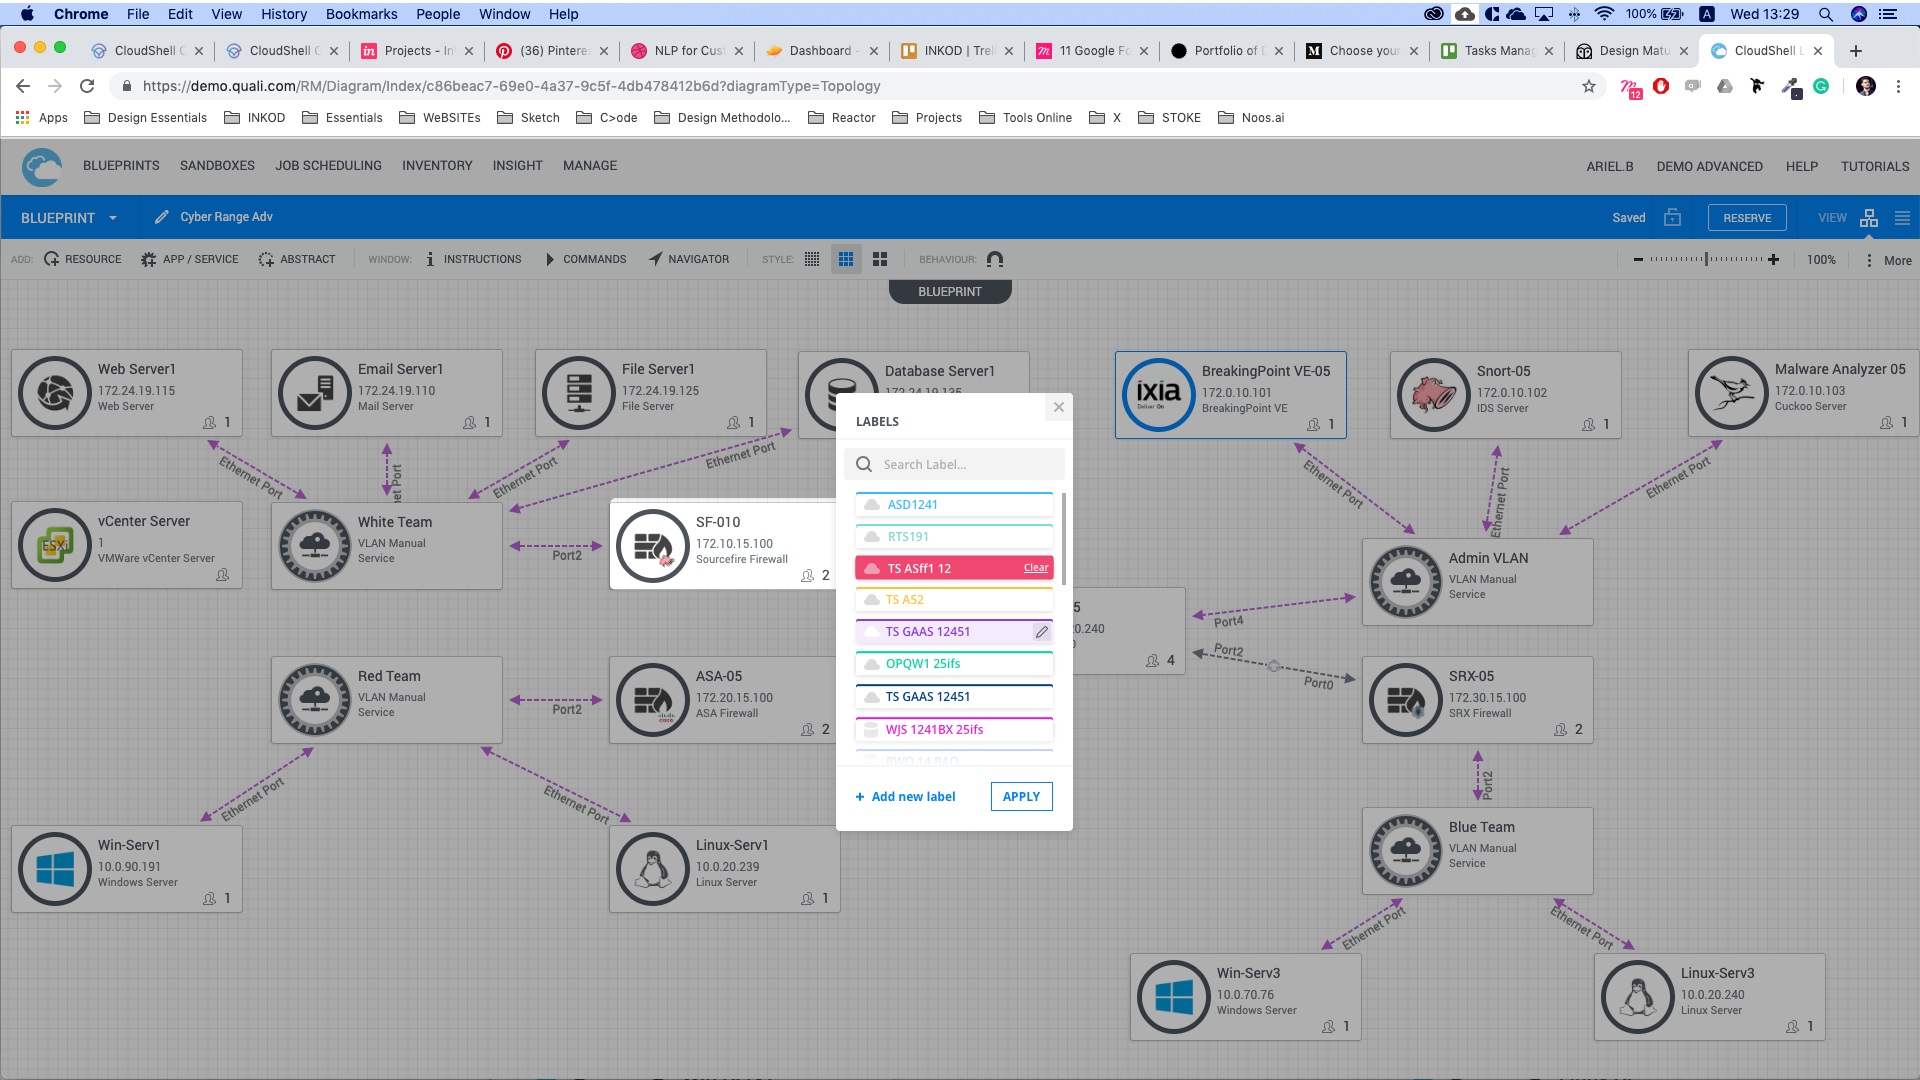 Chrome File Edit View History Bookmarks People Window Help 100% A Wed 13:29
CloudShell C CloudShell C Projects - In (36) Pinteres NLP for Cust Dashboard - INKOD | Trel 11 Google Fo Portfolio of D Choose your Tasks Manag Design Matu CloudShell L
https://demo.quali.com/RM/Diagram/Index/c86beac7-69e0-4a37-9c5f-4db478412b6d?diagramType=Topology
12
Apps Design Essentials INKOD Essentials WeBSITEs Sketch C>ode Design Methodolo... Reactor Projects Tools Online X STOKE Noos.ai
BLUEPRINTS SANDBOXES JOB SCHEDULING INVENTORY INSIGHT MANAGE ARIEL.B DEMO ADVANCED HELP TUTORIALS
BLUEPRINT Cyber Range Adv Saved RESERVE VIEW
ADD: RESOURCE APP / SERVICE ABSTRACT WINDOW: INSTRUCTIONS COMMANDS NAVIGATOR STYLE: BEHAVIOUR: 100% More
BLUEPRINT
Web Server1
172.24.19.115
Web Server
1
Email Server1
172.24.19.110
Mail Server
1
File Server1
172.24.19.125
File Server
1
Database Server1
172.24.19.135
ixia
Deliver On
BreakingPoint VE-05
172.0.10.101
BreakingPoint VE
1
Snort-05
172.0.10.102
IDS Server
1
Malware Analyzer 05
172.0.10.103
Cuckoo Server
1
Ethernet Port
net Port
Ethernet Port
Ethernet Port
Ethernet Port
Ethernet Port
Ethernet Port
ESXi
vCenter Server
1
VMWare vCenter Server
White Team
VLAN Manual
Service
Port2
SF-010
172.10.15.100
Sourcefire Firewall
2
LABELS
Search Label...
ASD1241
RTS191
TS ASff1 12 Clear
TS A52
TS GAAS 12451
OPQW1 25ifs
TS GAAS 12451
WJS 1241BX 25ifs
+ Add new label APPLY
5
0.240
4
Port4
Port2
Port0
Admin VLAN
VLAN Manual
Service
Red Team
VLAN Manual
Service
Port2
ASA-05
172.20.15.100
ASA Firewall
2
SRX-05
172.30.15.100
SRX Firewall
2
Ethernet Port
Ethernet Port
Port2
Win-Serv1
10.0.90.191
Windows Server
1
Linux-Serv1
10.0.20.239
Linux Server
1
Blue Team
VLAN Manual
Service
Ethernet Port
Ethernet Port
Win-Serv3
10.0.70.76
Windows Server
1
Linux-Serv3
10.0.20.240
Linux Server
1